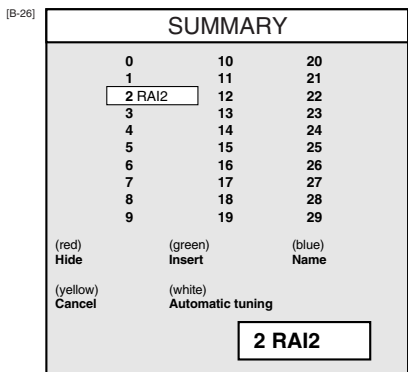 [B-26]
SUMMARY
0 10 20
1 11 21
2 RAI2 12 22
3 13 23
4 14 24
5 15 25
6 16 26
7 17 27
8 18 28
9 19 29
(red) (green) (blue)
Hide Insert Name
(yellow) (white)
Cancel Automatic tuning
2 RAI2